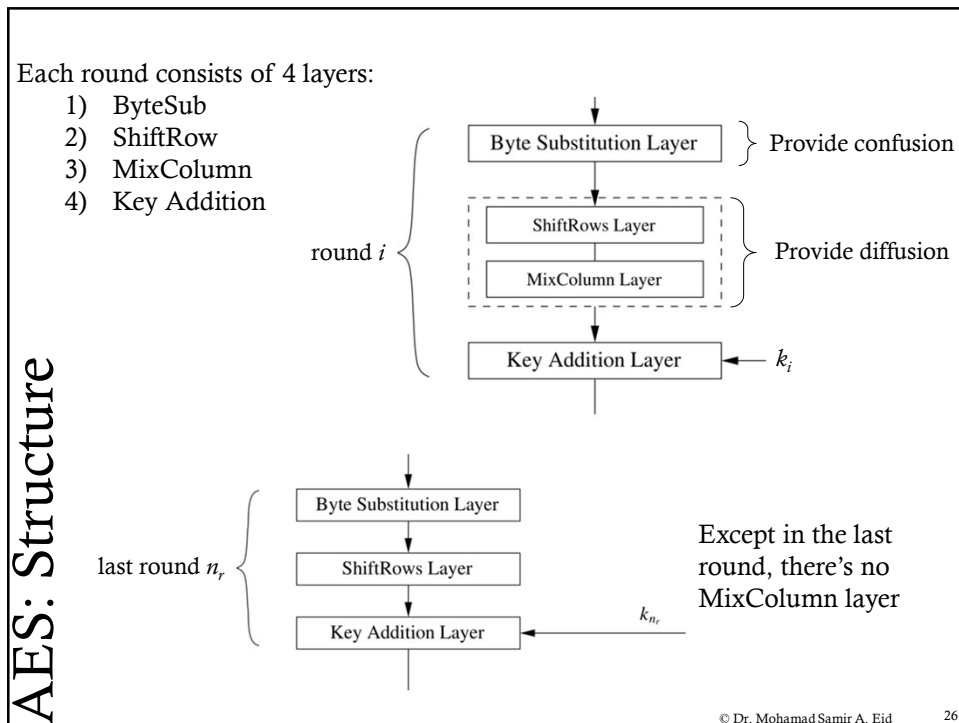 Each round consists of 4 layers:
1) ByteSub
2) ShiftRow
3) MixColumn
4) Key Addition
round i
Byte Substitution Layer
Provide confusion
ShiftRows Layer
MixColumn Layer
Provide diffusion
Key Addition Layer
k_i
AES: Structure
last round n_r
Byte Substitution Layer
ShiftRows Layer
Key Addition Layer
k_{n_r}
Except in the last
round, there's no
MixColumn layer
© Dr. Mohamad Samir A. Eid
26